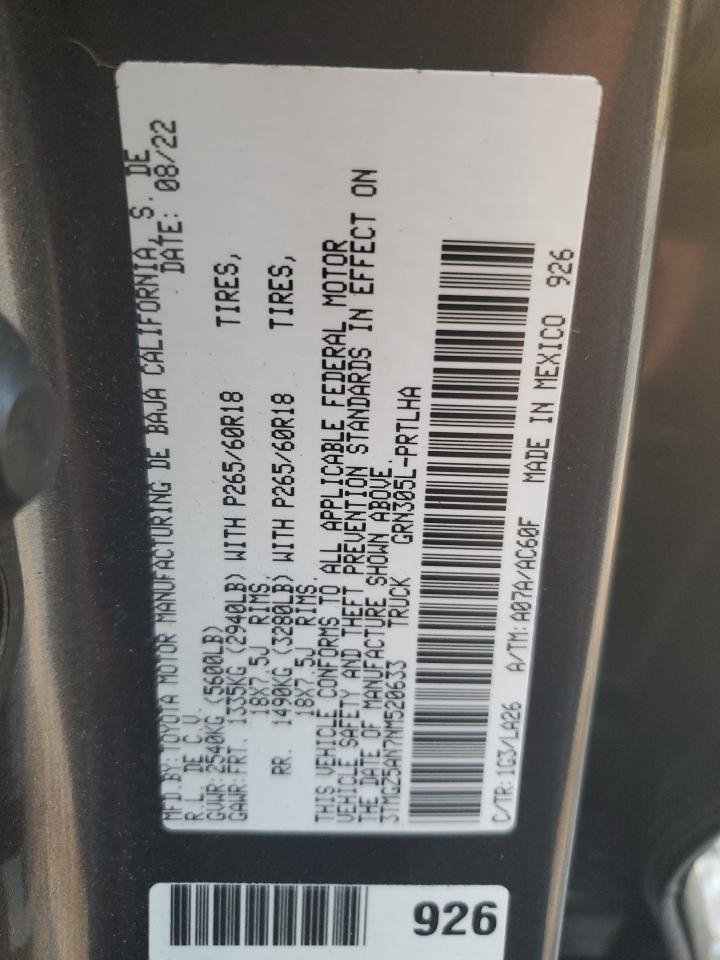 MFD.BY: TOYOTA MOTOR MANUFACTURING DE BAJA CALIFORNIA, S. DE
R.L. DE C.V. DATE: 08/22
GVWR: 2540KG (5600LB)
GAWR: FRT. 1335KG (2940LB) WITH P265/60R18 TIRES,
18X7.5J RIMS.
RR. 1490KG (3280LB) WITH P265/60R18 TIRES,
18X7.5J RIMS.
THIS VEHICLE CONFORMS TO ALL APPLICABLE FEDERAL MOTOR
VEHICLE SAFETY AND THEFT PREVENTION STANDARDS IN EFFECT ON
THE DATE OF MANUFACTURE SHOWN ABOVE.
3TMGZ5AN7NM520633 TRUCK GRN305L-PRTLHA
C/TR: 1G3/LA26 A/TM: A07A/AC60F MADE IN MEXICO 926
926